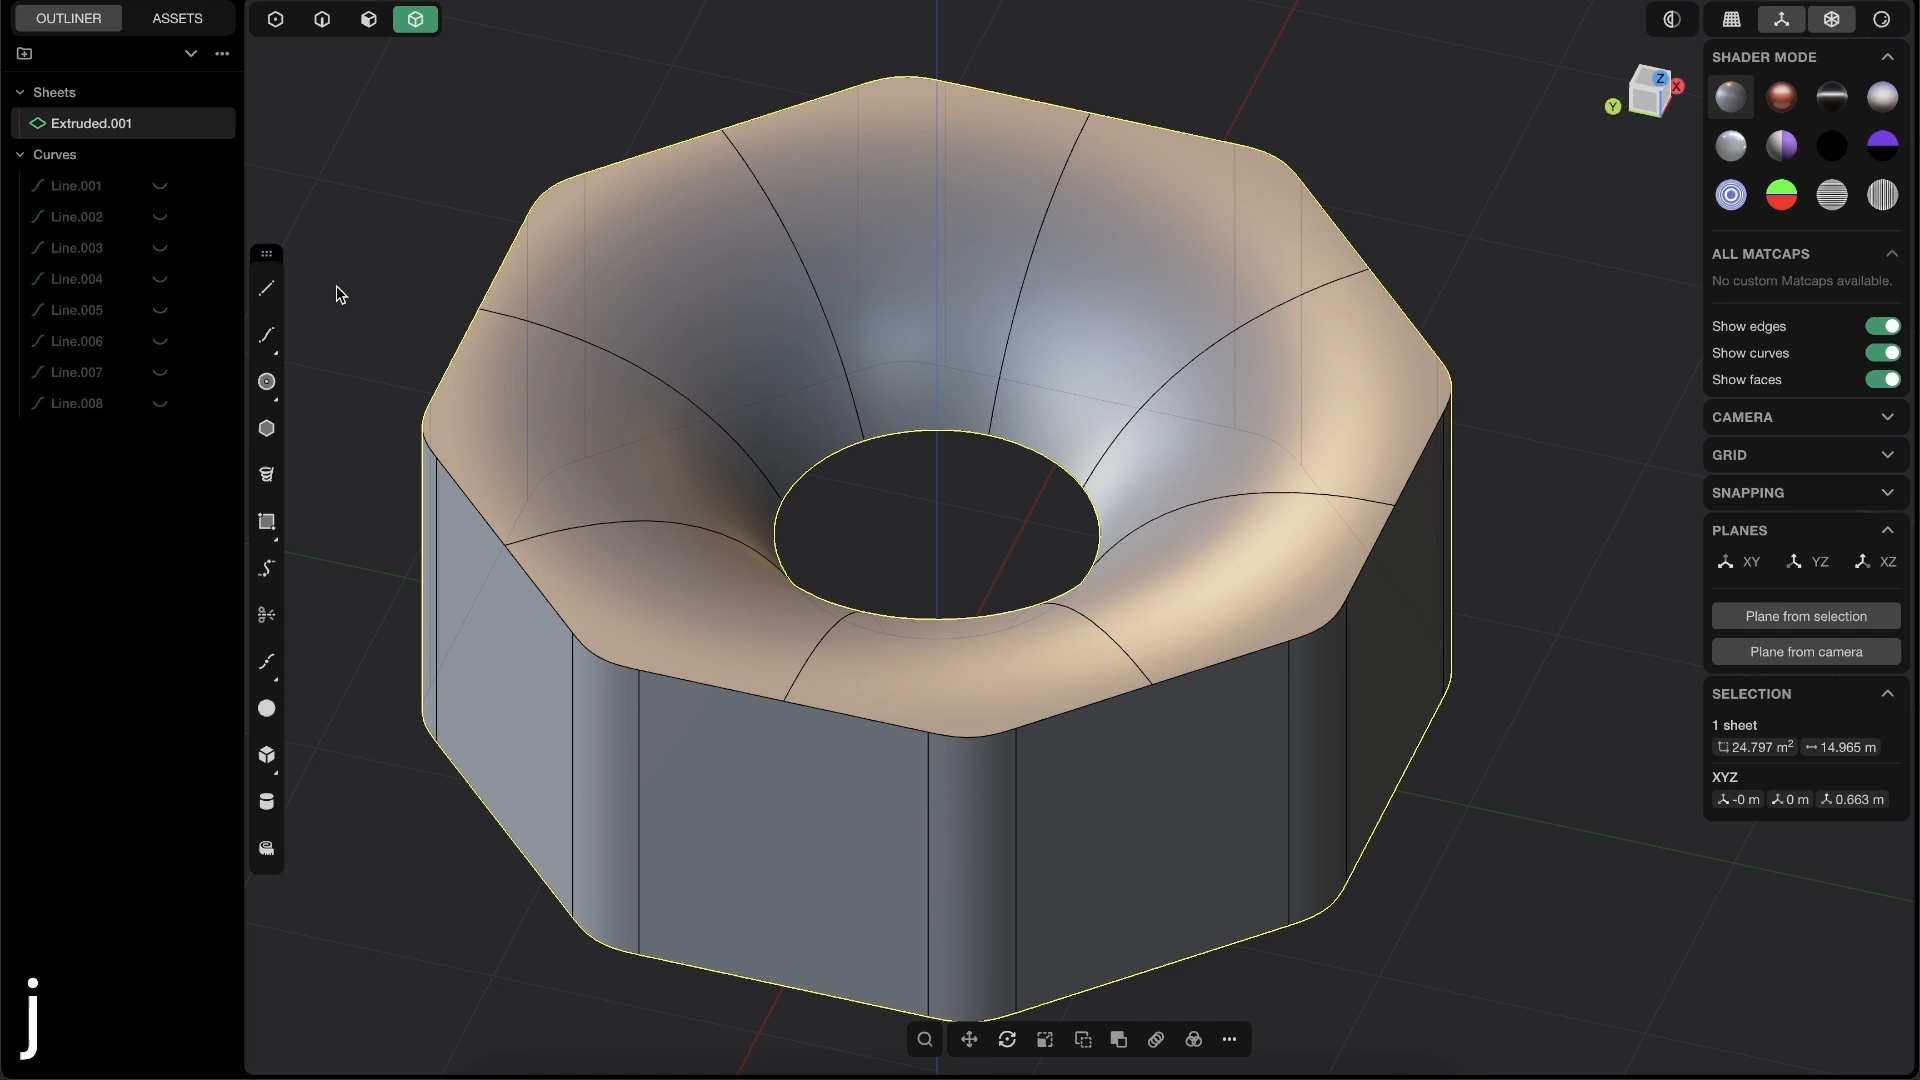 OUTLINER
ASSETS
Sheets
Extruded.001
Curves
Line.001
Line.002
Line.003
Line.004
Line.005
Line.006
Line.007
Line.008
j
Z
X
Y
SHADER MODE
ALL MATCAPS
No custom Matcaps available.
Show edges
Show curves
Show faces
CAMERA
GRID
SNAPPING
PLANES
XY YZ XZ
Plane from selection
Plane from camera
SELECTION
1 sheet
24.797 m² 14.965 m
XYZ
-0 m 0 m 0.663 m